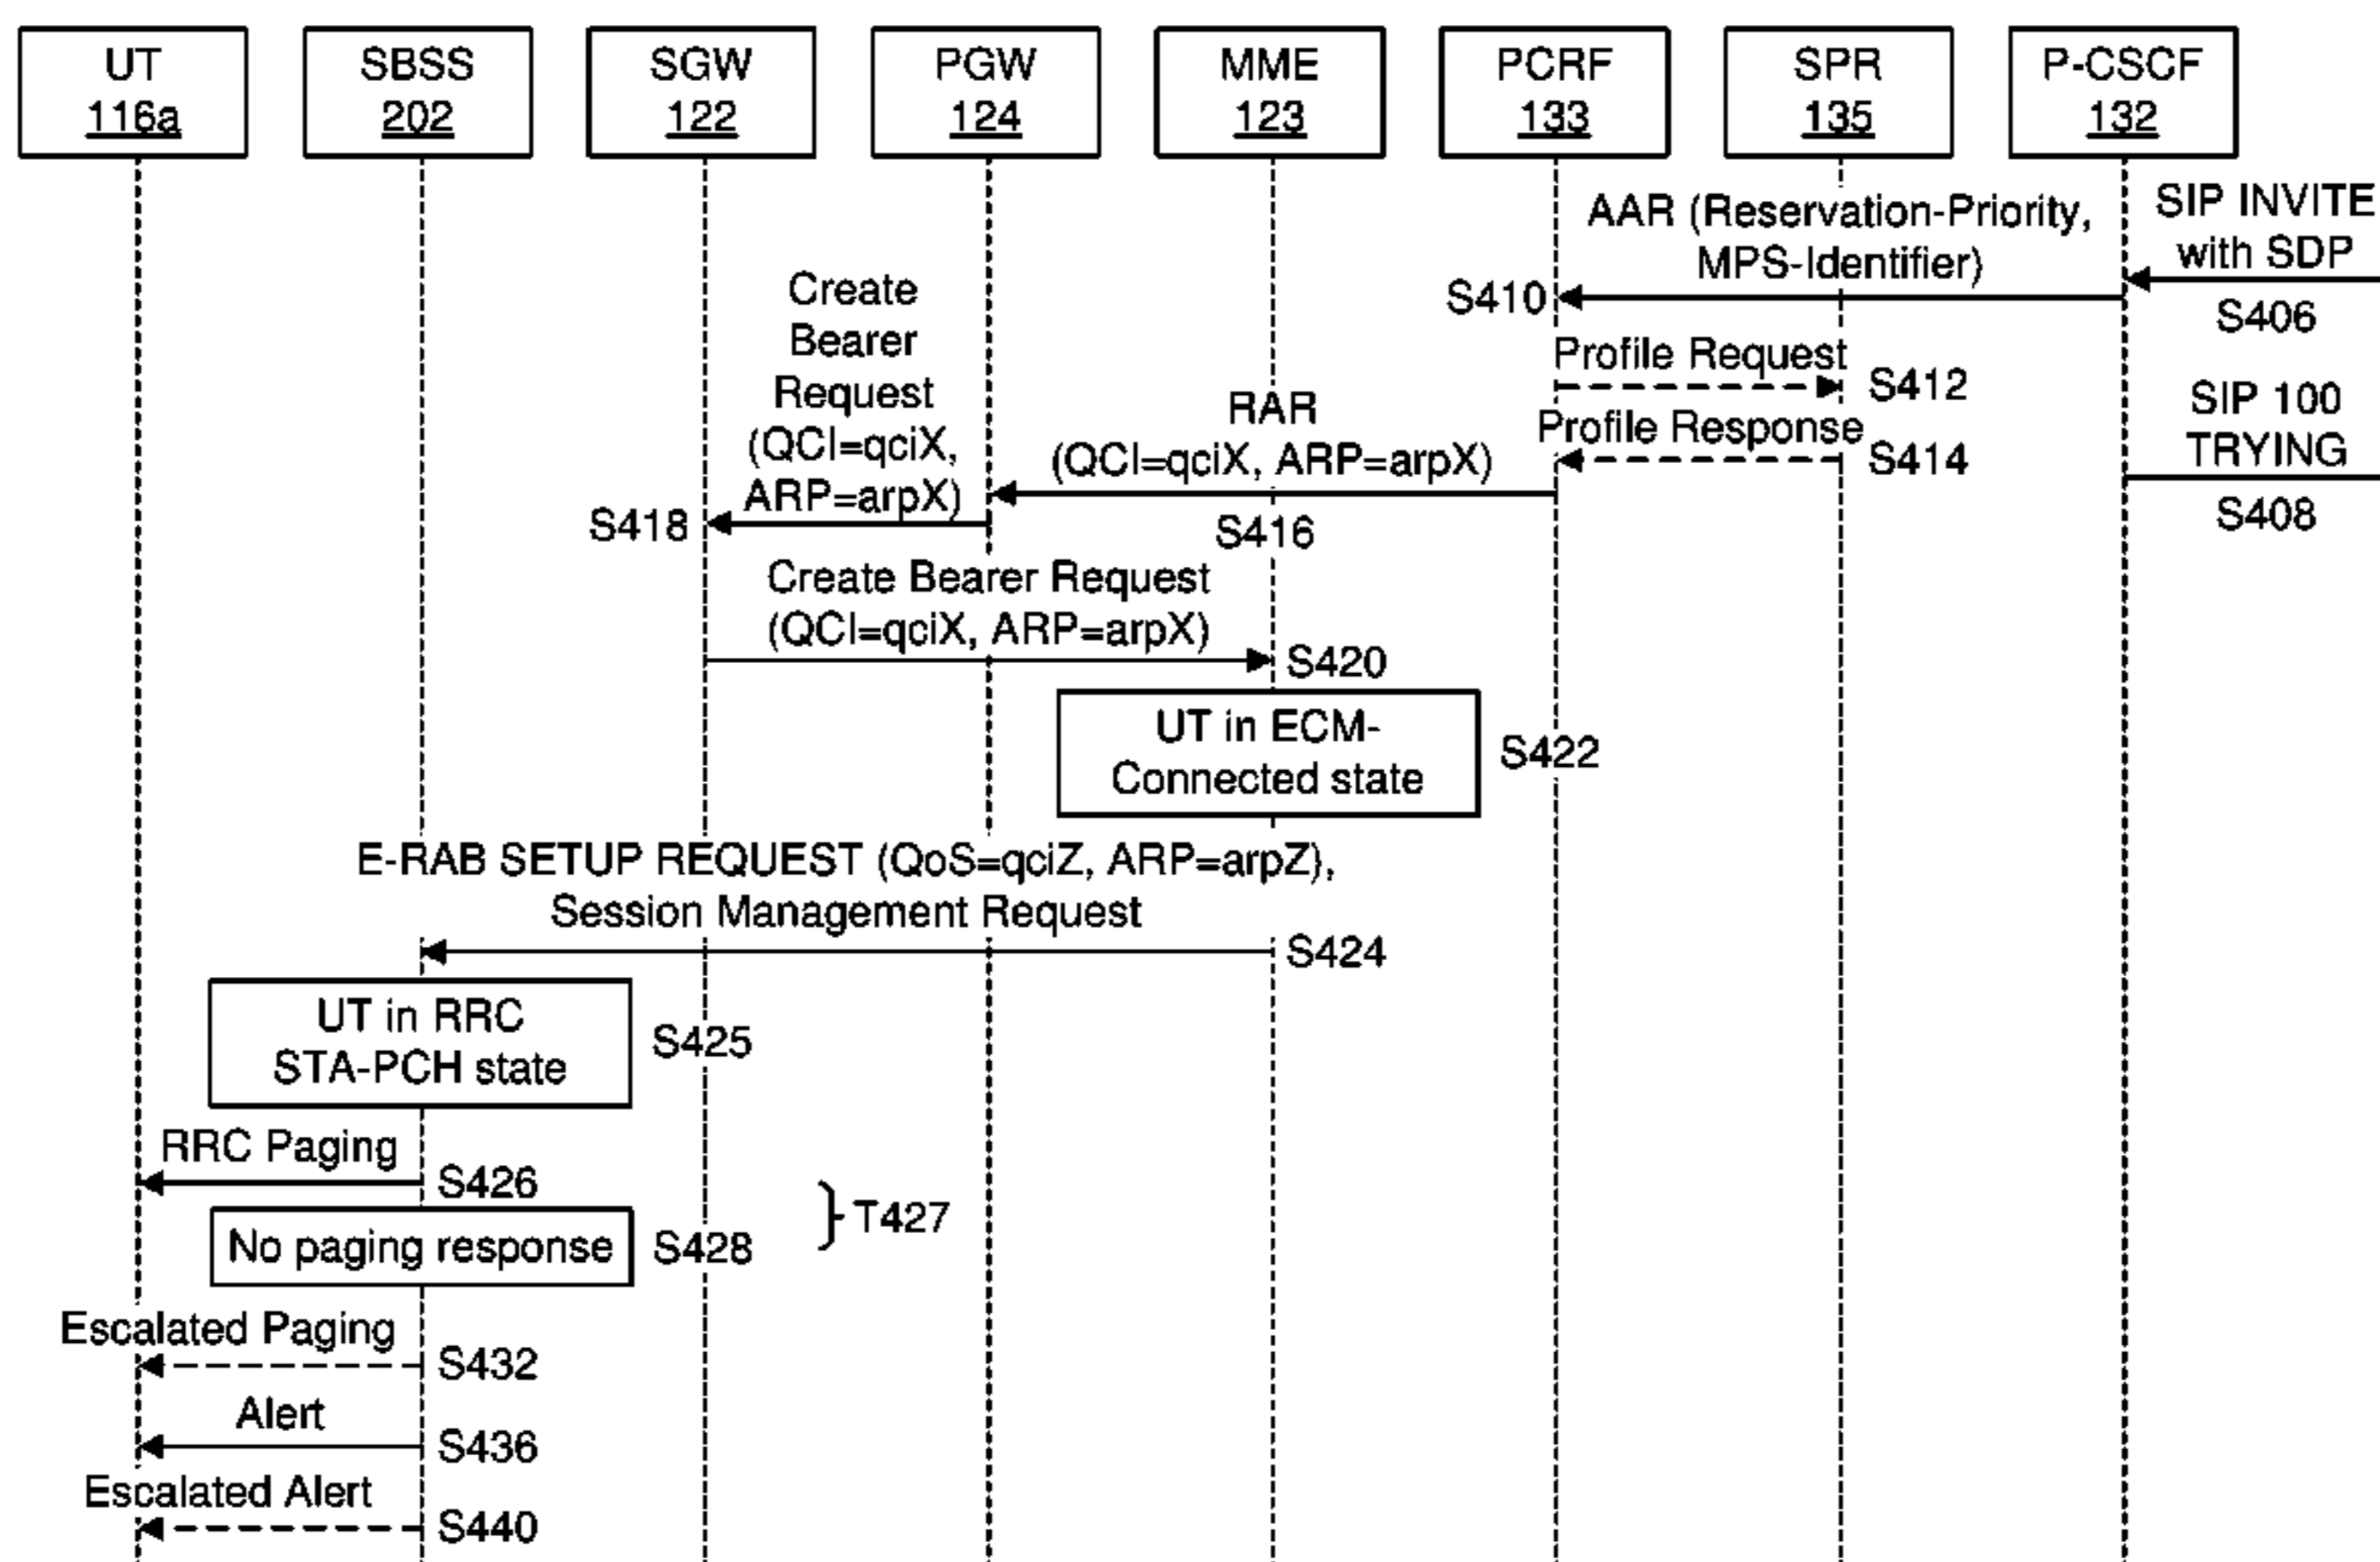 UT
116a
SBSS
202
SGW
122
PGW
124
MME
123
PCRF
133
SPR
135
P-CSCF
132
SIP INVITE
with SDP
S406
AAR (Reservation-Priority,
MPS-Identifier)
S410
Profile Request
S412
SIP 100
TRYING
S408
Profile Response
S414
RAR
(QCI=qciX, ARP=arpX)
S416
Create
Bearer
Request
(QCI=qciX,
ARP=arpX)
S418
Create Bearer Request
(QCI=qciX, ARP=arpX)
S420
UT in ECM-
Connected state
S422
E-RAB SETUP REQUEST (QoS=qciZ, ARP=arpZ),
Session Management Request
S424
UT in RRC
STA-PCH state
S425
RRC Paging
S426
T427
No paging response
S428
Escalated Paging
S432
Alert
S436
Escalated Alert
S440